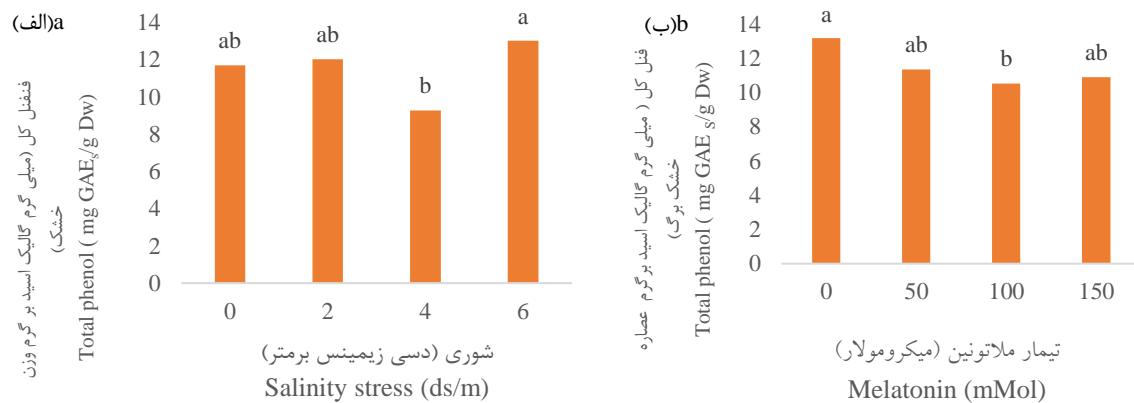 a(الف)
فنفنل کل (میلی گرم گالیک اسید بر گرم وزن
خشک)
Total phenol ( mg GAEs/g Dw)
14
12
10
8
6
4
2
0
ab
ab
b
a
0 2 4 6
شوری (دسی زیمینس برمتر)
Salinity stress (ds/m)
b(ب)
فنل کل ( میلی گرم گالیک اسید برگرم عصاره
خشک برگ)
Total phenol ( mg GAE s/g Dw)
14
12
10
8
6
4
2
0
a
ab
b
ab
0 50 100 150
تیمار ملاتونین (میکرومولار)
Melatonin (mMol)